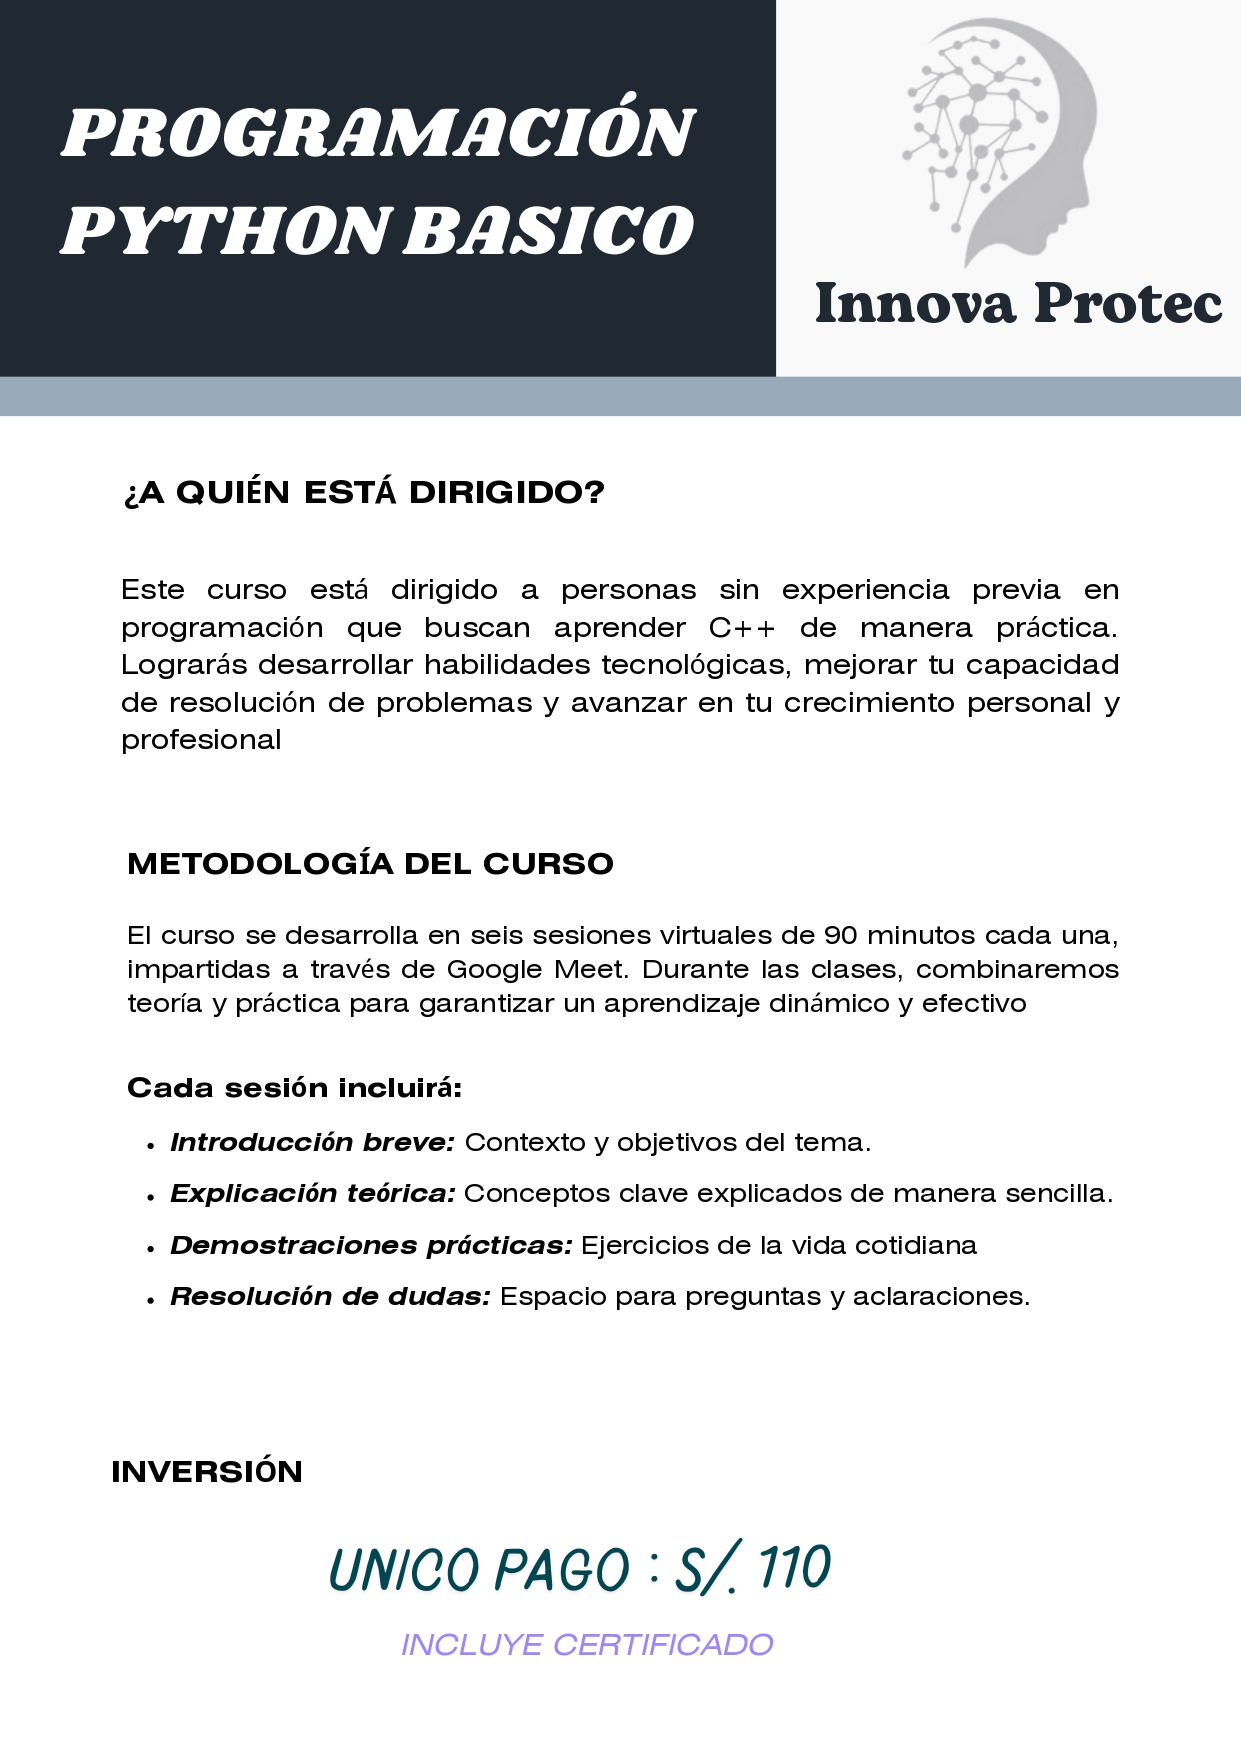 PROGRAMACIÓN
PYTHON BASICO
Innova Protec
¿A QUIÉN ESTÁ DIRIGIDO?
Este curso está dirigido a personas sin experiencia previa en
programación que buscan aprender C++ de manera práctica.
Lograrás desarrollar habilidades tecnológicas, mejorar tu capacidad
de resolución de problemas y avanzar en tu crecimiento personal y
profesional
METODOLOGÍA DEL CURSO
El curso se desarrolla en seis sesiones virtuales de 90 minutos cada una,
impartidas a través de Google Meet. Durante las clases, combinaremos
teoría y práctica para garantizar un aprendizaje dinámico y efectivo
Cada sesión incluirá:
• Introducción breve: Contexto y objetivos del tema.
• Explicación teórica: Conceptos clave explicados de manera sencilla.
• Demostraciones prácticas: Ejercicios de la vida cotidiana
• Resolución de dudas: Espacio para preguntas y aclaraciones.
INVERSIÓN
UNICO PAGO : S/. 110
INCLUYE CERTIFICADO